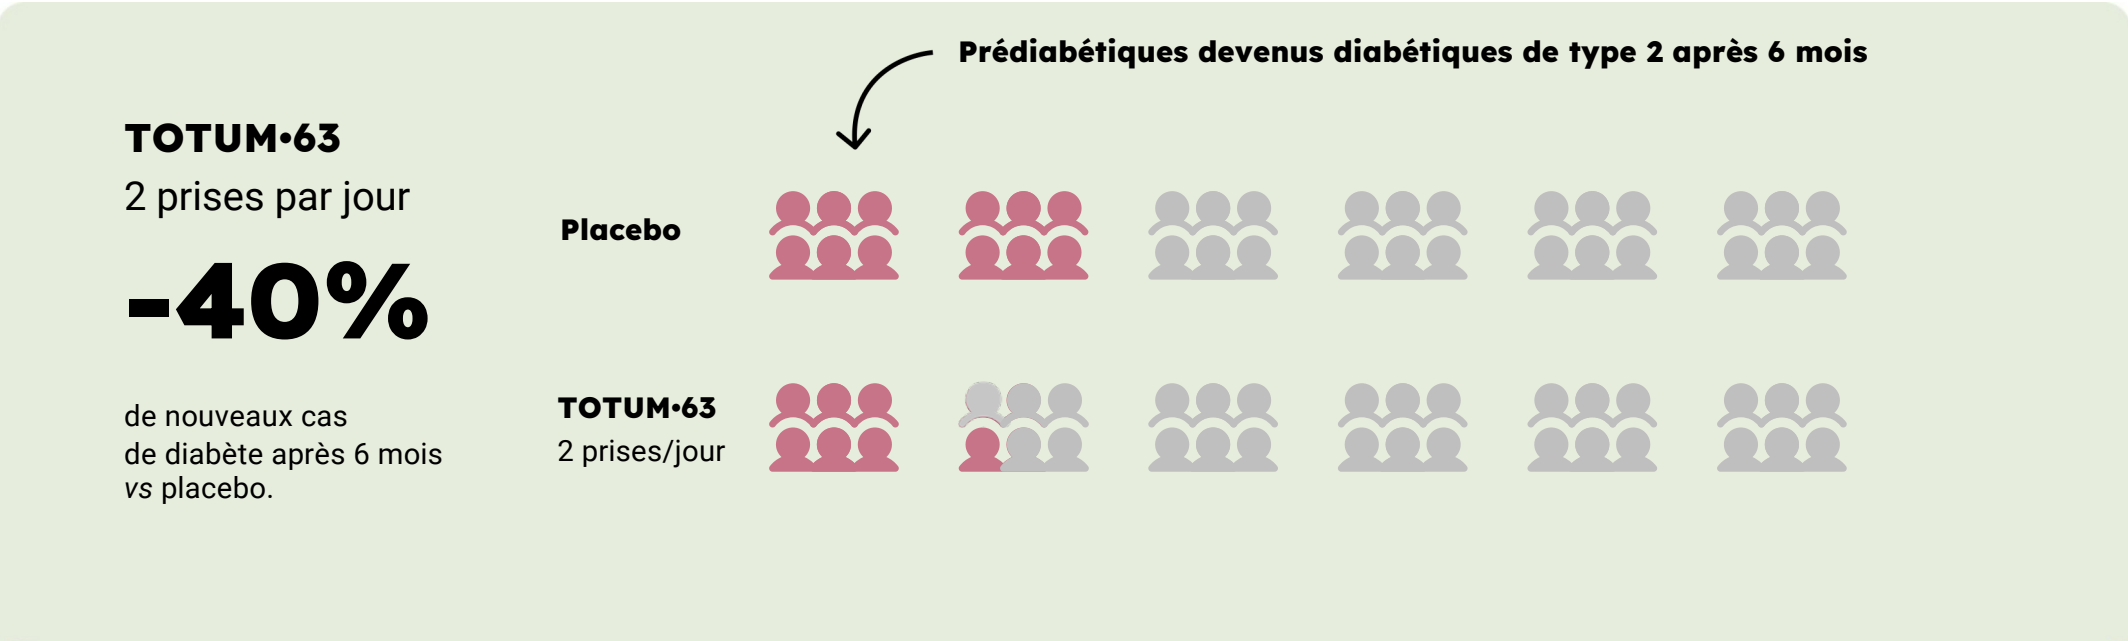 Prédiabétiques devenus diabétiques de type 2 après 6 mois
TOTUM•63
2 prises par jour
-40%
de nouveaux cas
de diabète après 6 mois
vs placebo.
Placebo
TOTUM•63
2 prises/jour